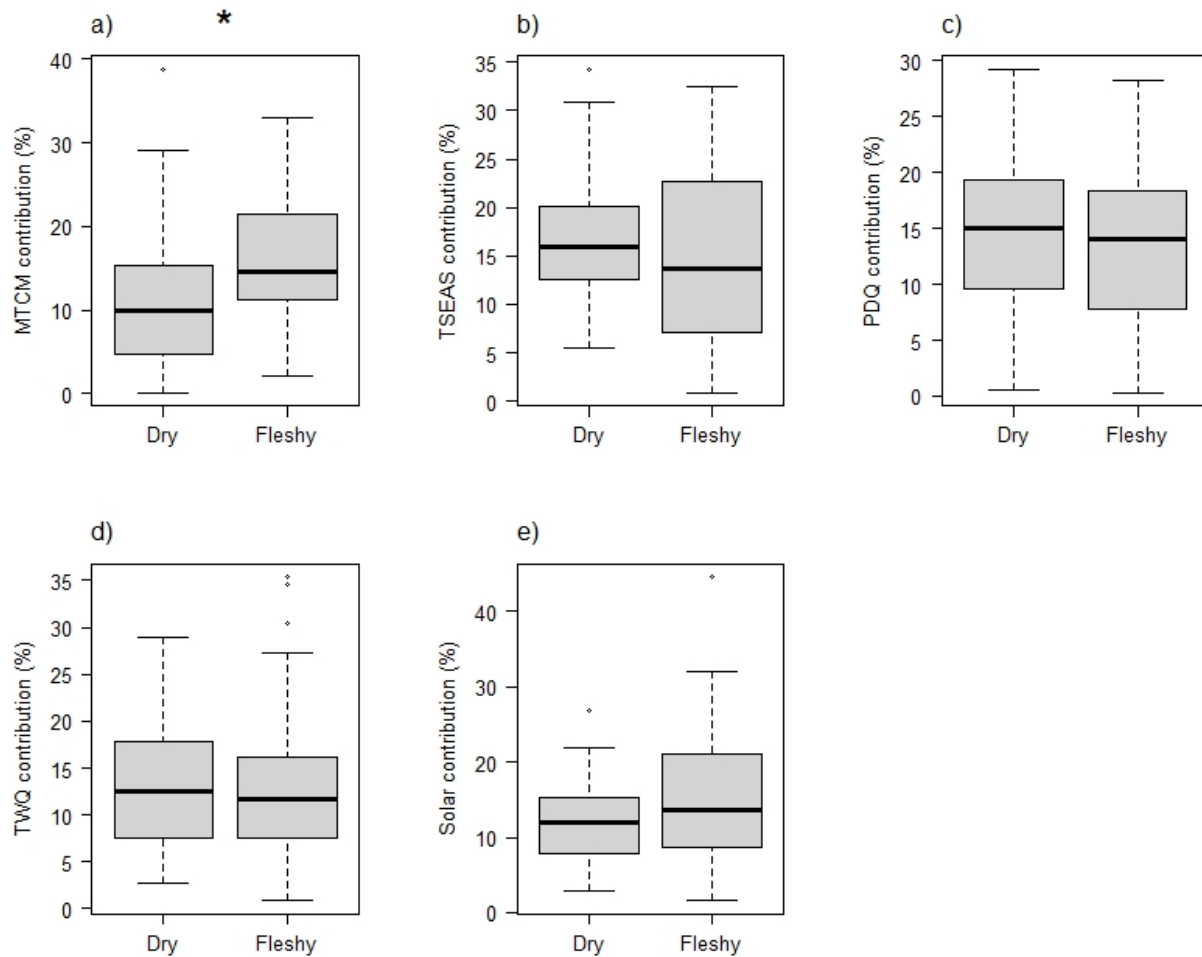 a) *
MTCM contribution (%)
40
30
20
10
0
Dry Fleshy
b)
TSEAS contribution (%)
35
30
25
20
15
10
5
0
Dry Fleshy
c)
PDQ contribution (%)
30
25
20
15
10
5
0
Dry Fleshy
d)
TWQ contribution (%)
35
30
25
20
15
10
5
0
Dry Fleshy
e)
Solar contribution (%)
40
30
20
10
0
Dry Fleshy